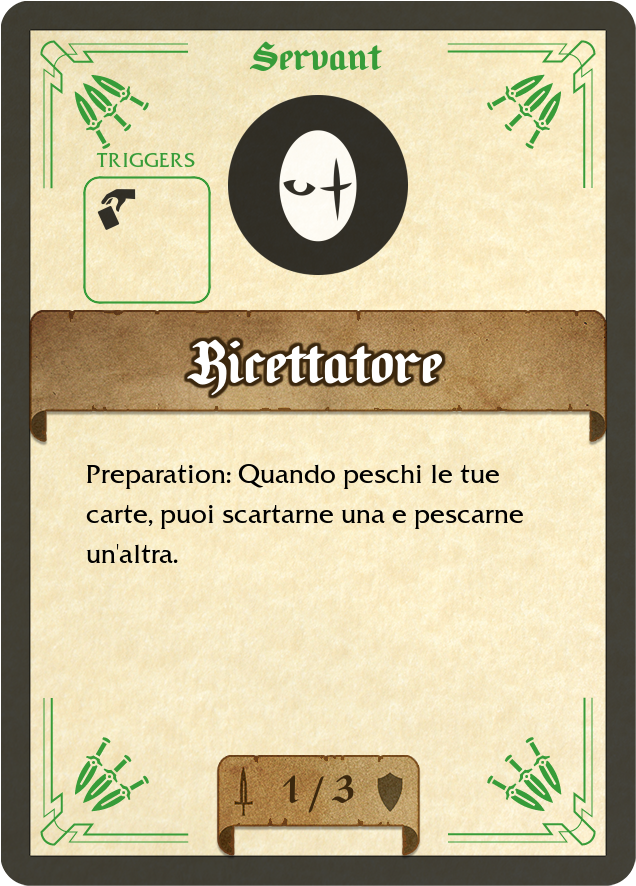 Servant
TRIGGERS
Ricettatore
Preparation: Quando peschi le tue
carte, puoi scartarne una e pescarne
un'altra.
1 / 3